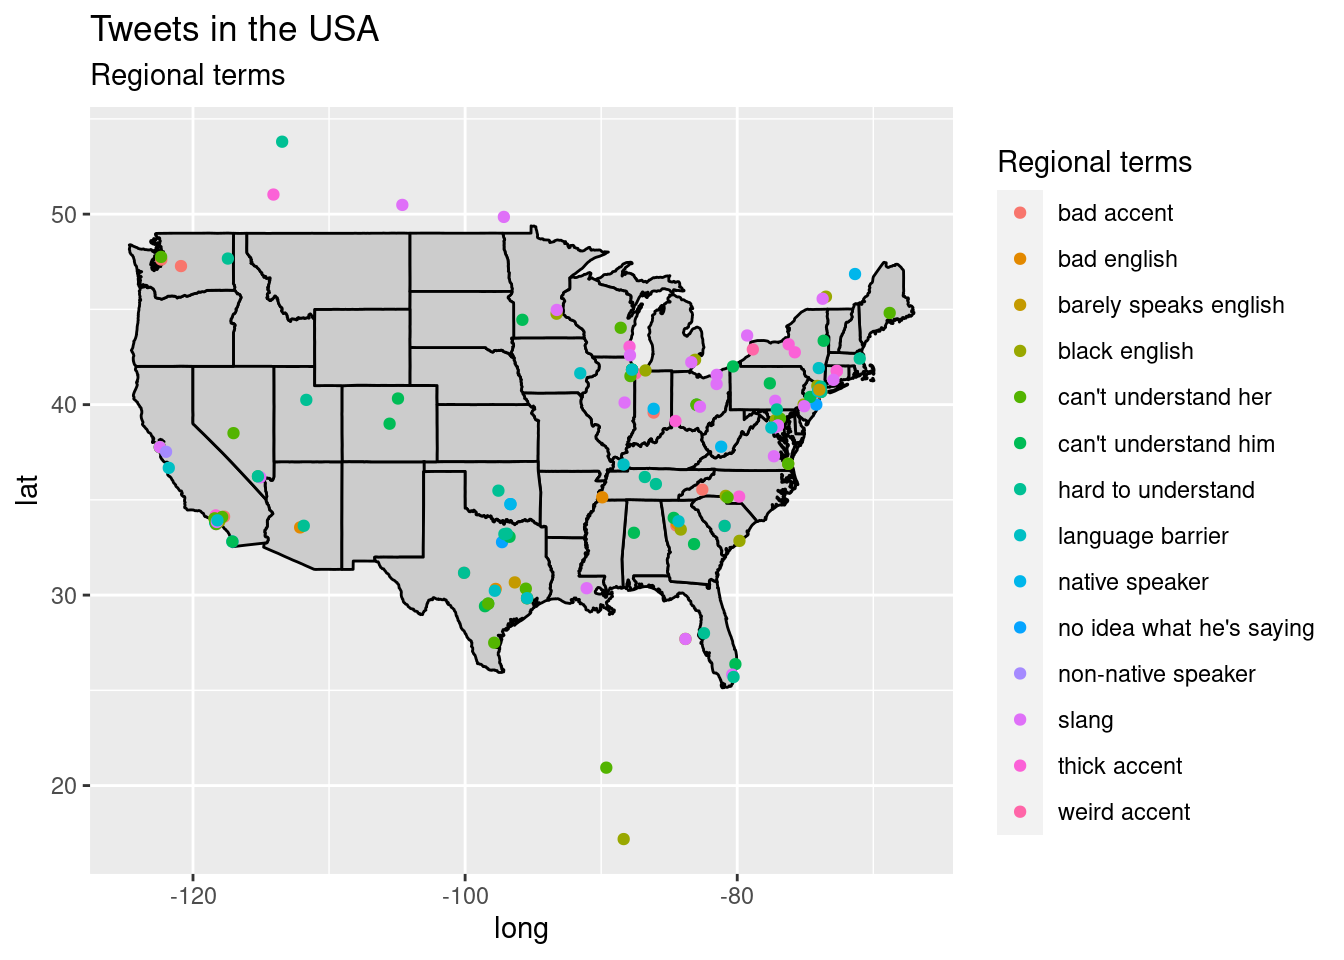 Tweets in the USA
Regional terms
50
40
30
20
lat
-120
-100
-80
long
Regional terms
bad accent
bad english
barely speaks english
black english
can't understand her
can't understand him
hard to understand
language barrier
native speaker
no idea what he's saying
non-native speaker
slang
thick accent
weird accent